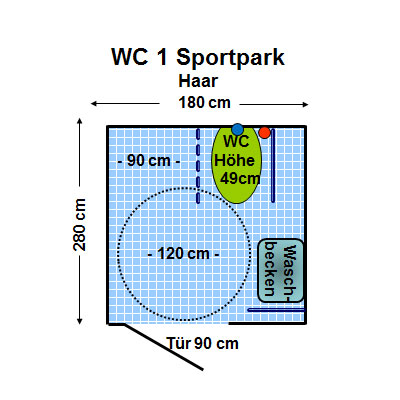 WC 1 Sportpark
Haar
180 cm
280 cm
- 90 cm -
WC
Höhe
49cm
- 120 cm -
Wasch-
becken
Tür 90 cm